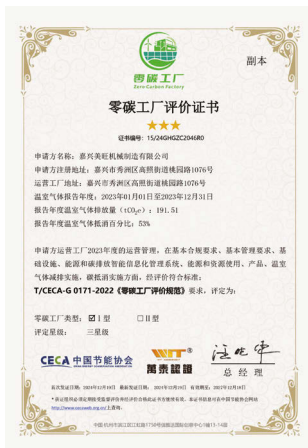 副本
零碳工厂
Zero-Carbon Factory
零碳工厂评价证书
证书编号：15/24GHGZC2046R0
申请方名称：嘉兴美旺机械制造有限公司
申请方注册地址：嘉兴市秀洲区高照街道桃园路1076号
运营工厂地址：嘉兴市秀洲区高照街道桃园路1076号
温室气体报告年度：2023年01月01日至2023年12月31日
报告年度温室气体排放量（tCO₂e）：191.51
报告年度温室气体抵消百分比：53%
申请方运营工厂2023年度的运营管理，在基本合规要求、基本管理要求、基
础设施、能源和碳排放智能信息化管理系统、能源和资源使用、产品、温室
气体减排实施，碳抵消实施方面，经评价符合标准：
T/CECA-G 0171-2022《零碳工厂评价规范》要求，评定为：
零碳工厂类型：☑I 型 □II型
评定星级： 三星级
CECA 中国节能协会
WIT
萬泰認證
总 经 理
http://www.cecaweb.org.cn/上查询。